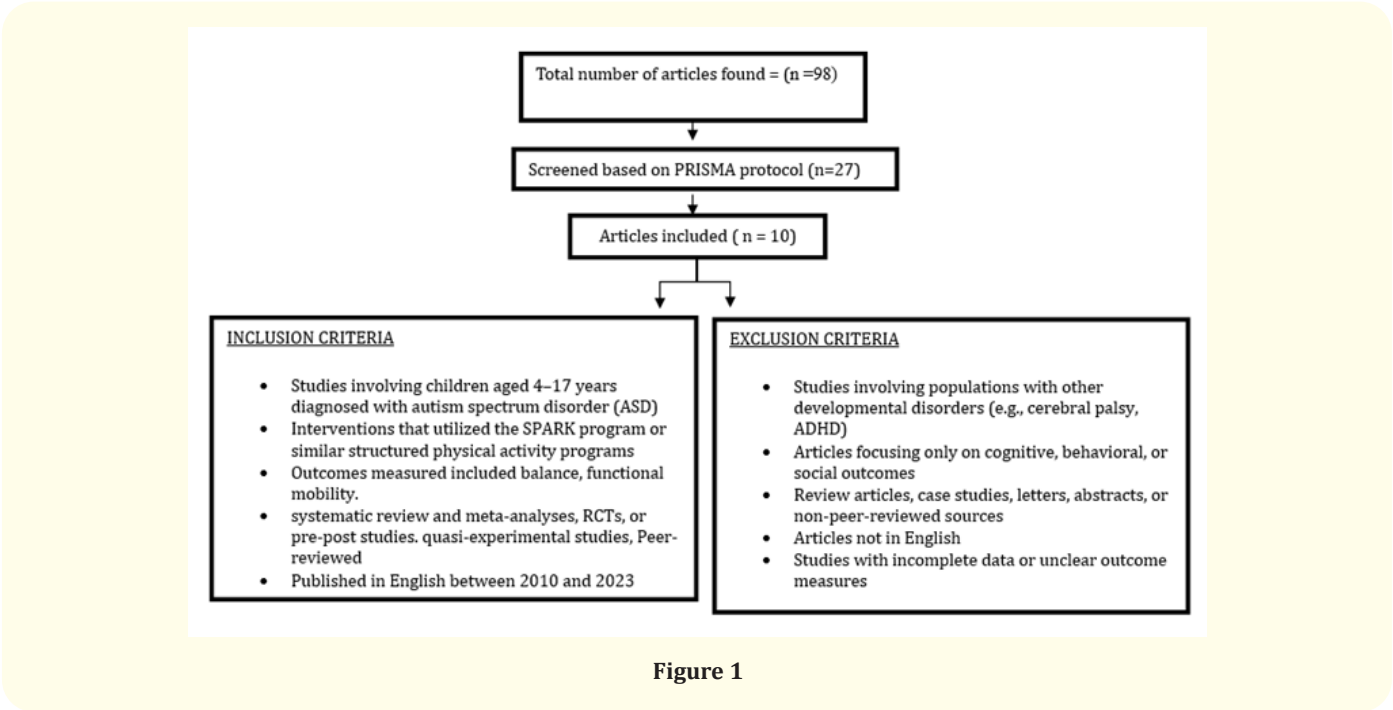 Total number of articles found = (n =98)
Screened based on PRISMA protocol (n=27)
Articles included ( n = 10)
INCLUSION CRITERIA
• Studies involving children aged 4–17 years
diagnosed with autism spectrum disorder (ASD)
• Interventions that utilized the SPARK program or
similar structured physical activity programs
• Outcomes measured included balance, functional
mobility.
• systematic review and meta-analyses, RCTs, or
pre-post studies. quasi-experimental studies, Peer-
reviewed
• Published in English between 2010 and 2023
EXCLUSION CRITERIA
• Studies involving populations with other
developmental disorders (e.g., cerebral palsy,
ADHD)
• Articles focusing only on cognitive, behavioral, or
social outcomes
• Review articles, case studies, letters, abstracts, or
non-peer-reviewed sources
• Articles not in English
• Studies with incomplete data or unclear outcome
measures
Figure 1